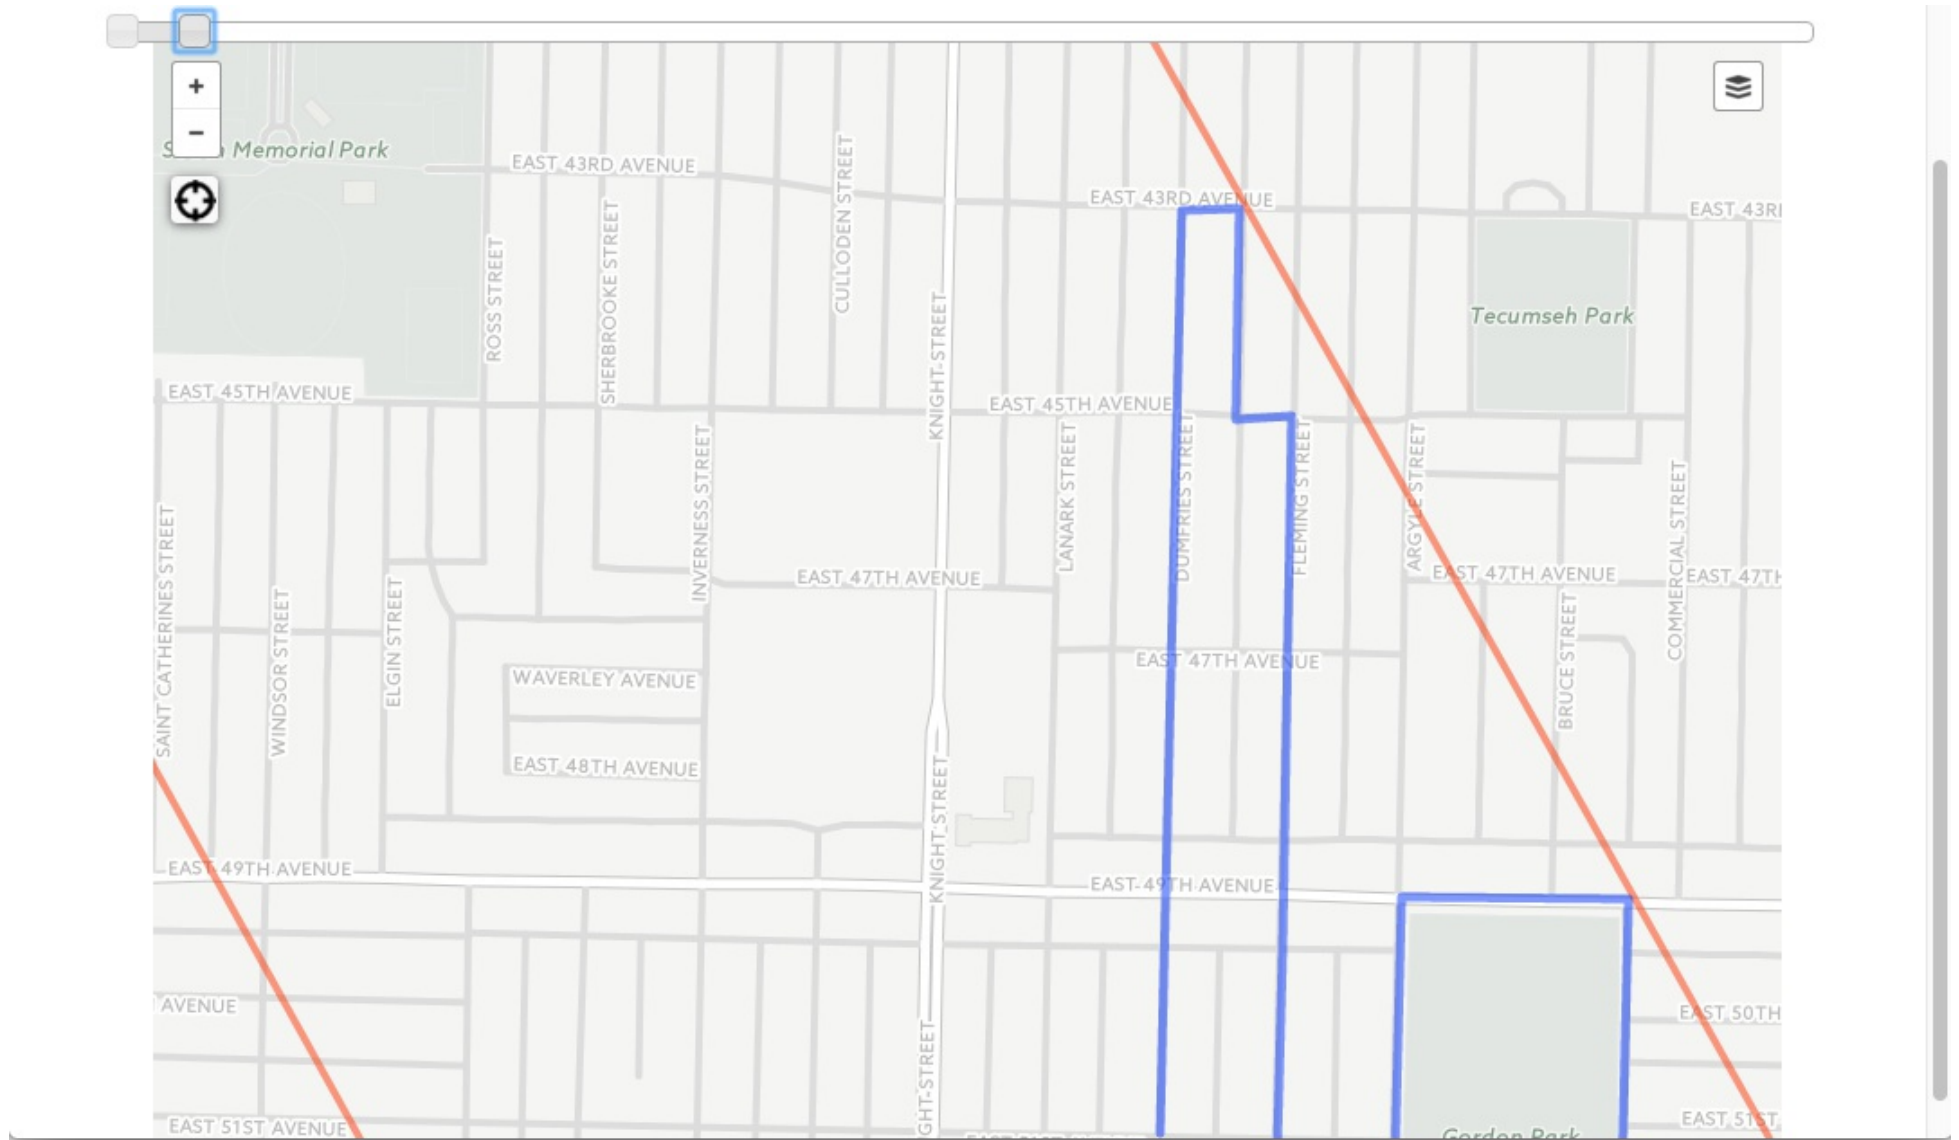 +
−
Memorial Park
EAST 43RD AVENUE
CULLODEN STREET
EAST 43RD AVENUE
EAST 43R
SHERBROOKE STREET
ROSS STREET
Tecumseh Park
KNIGHT STREET
EAST 45TH AVENUE
EAST 45TH AVENUE
DUMFRIES STREET
FLEMING STREET
LANARK STREET
ARGYLE STREET
INVERNESS STREET
COMMERCIAL STREET
SAINT CATHERINES STREET
EAST 47TH AVENUE
EAST 47TH AVENUE
EAST 47TH
ELGIN STREET
WINDSOR STREET
BRUCE STREET
EAST 47TH AVENUE
WAVERLEY AVENUE
EAST 48TH AVENUE
KNIGHT STREET
EAST 49TH AVENUE
EAST 49TH AVENUE
AVENUE
EAST 50TH
GHT STREET
EAST 51ST AVENUE
EAST 51ST
Gordon Park